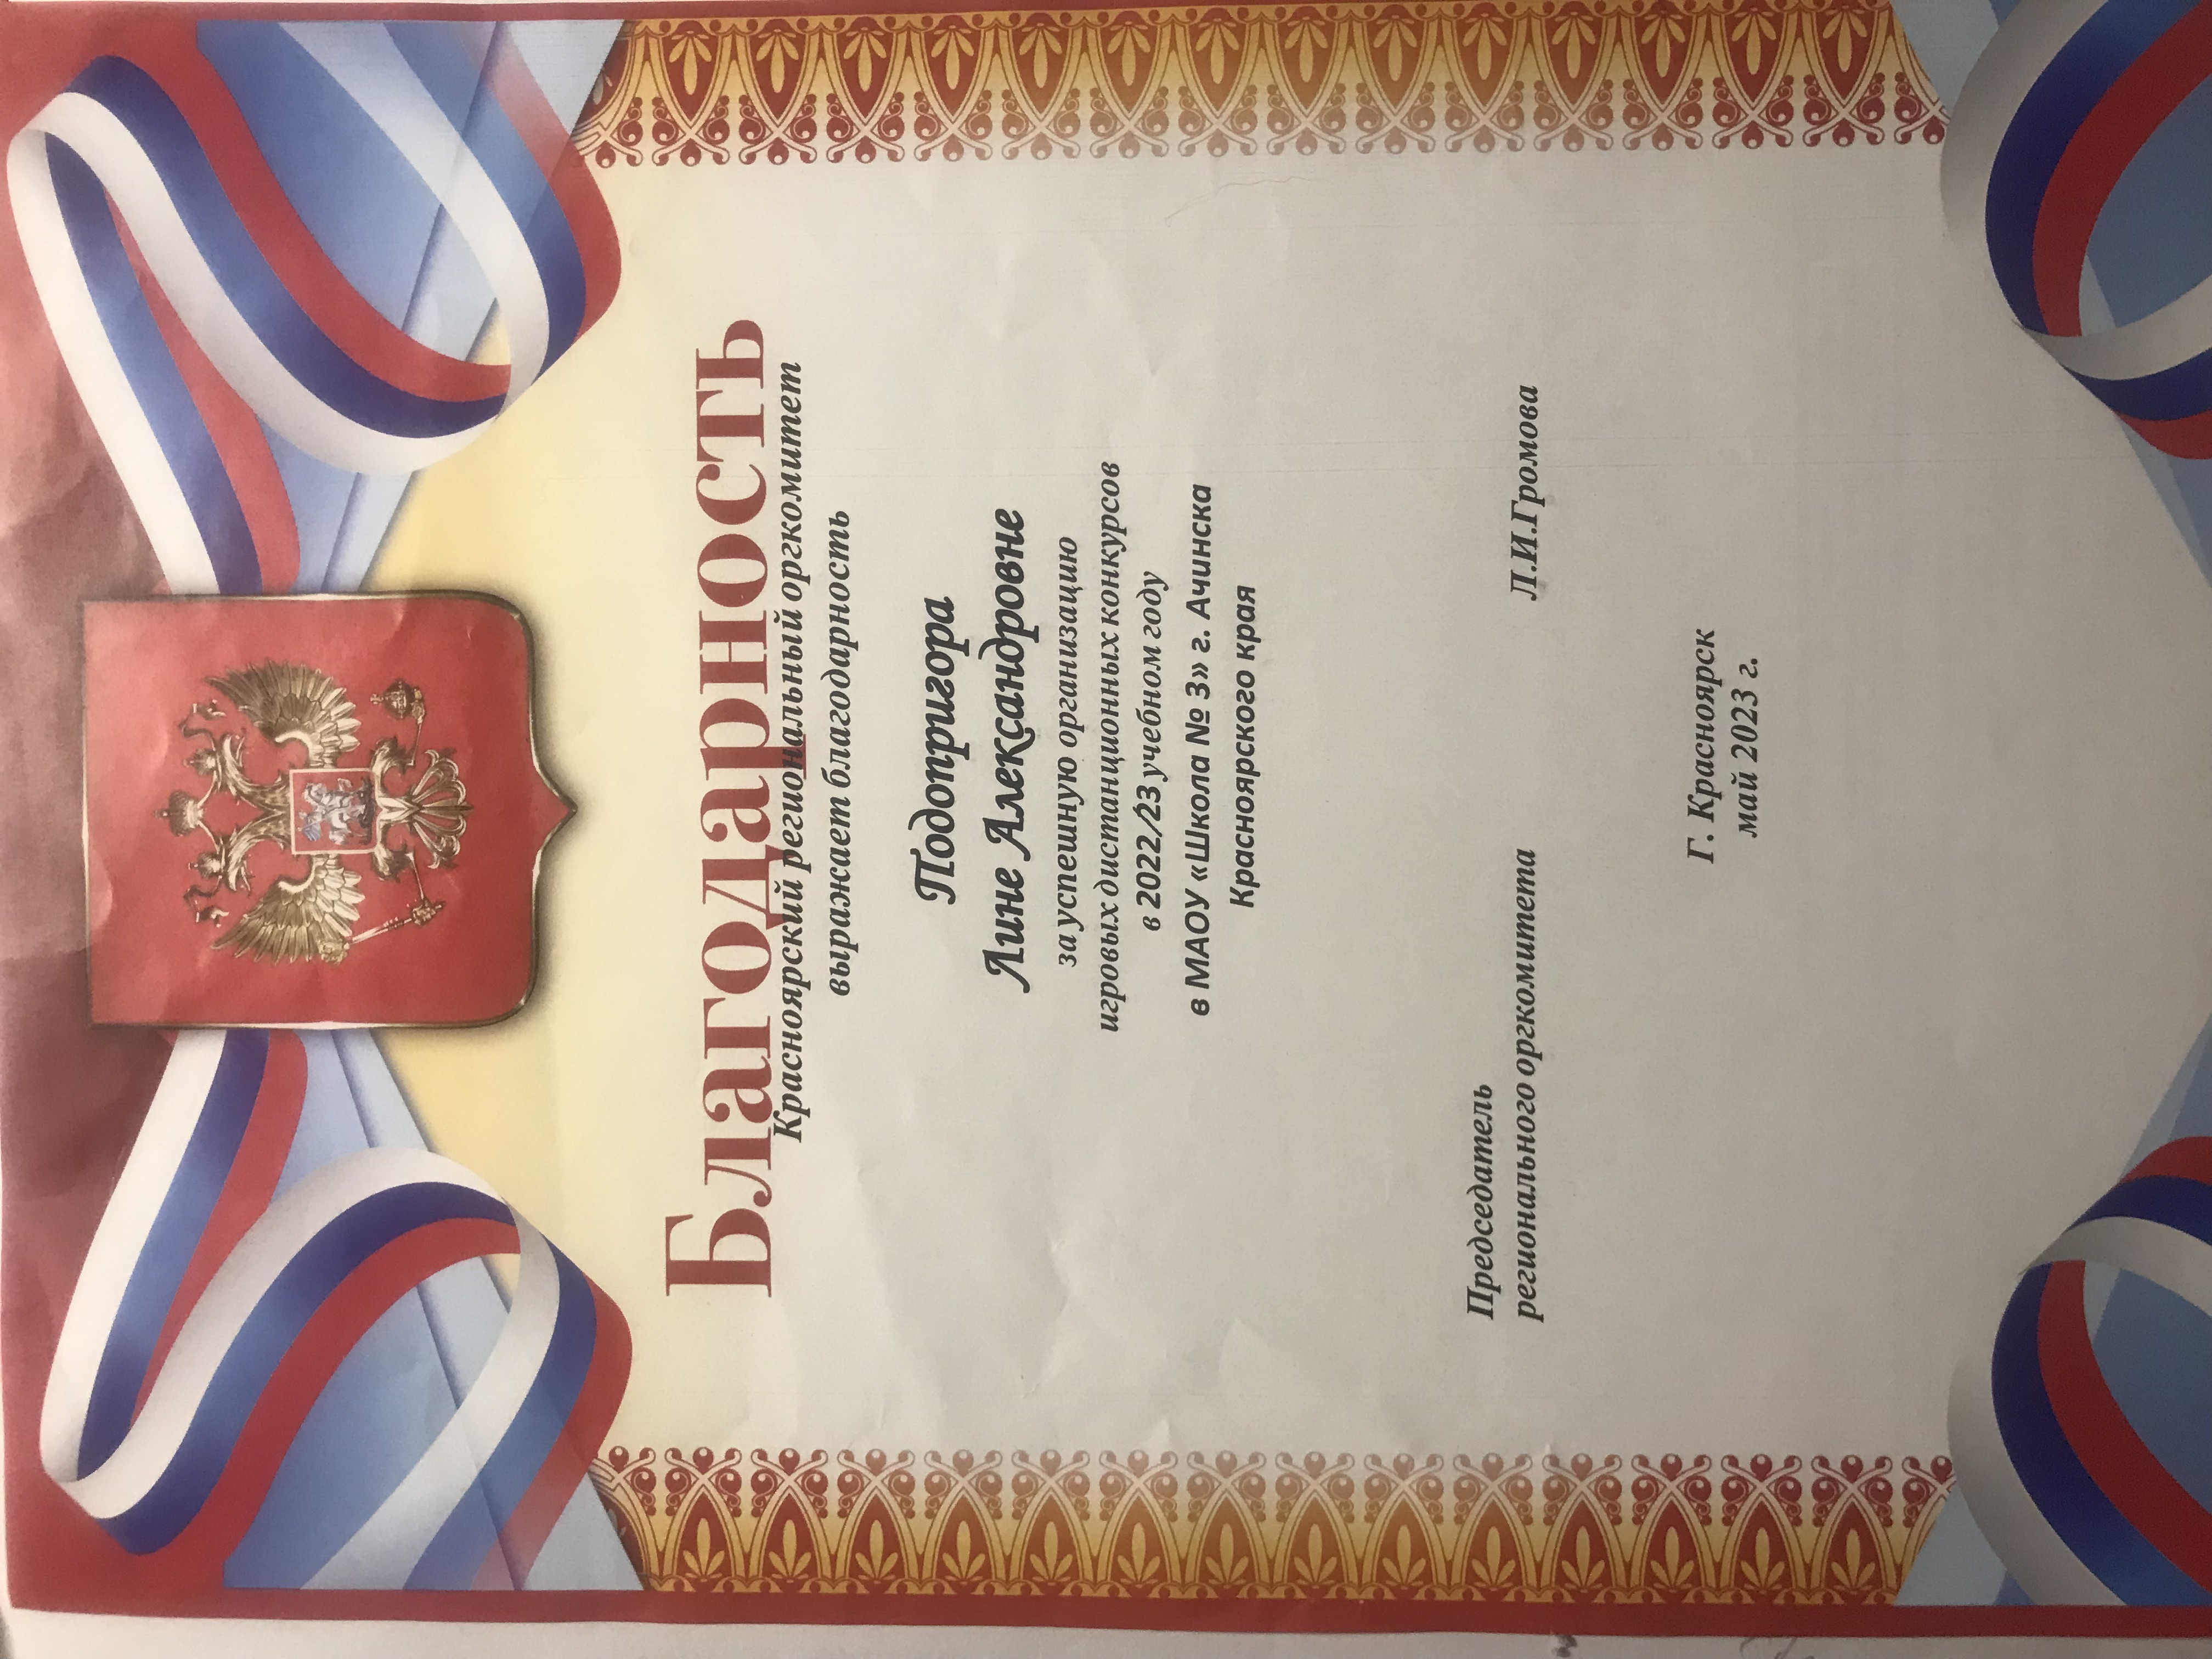 Благодарность
Красноярский региональный оргкомитет
выражает благодарность
Подопригора
Лине Александровне
за успешную организацию
игровых дистанционных конкурсов
в 2022/23 учебном году
в МАОУ «Школа № 3» г. Ачинска
Красноярского края
Председатель
регионального оргкомитета Л.И.Громова
Г. Красноярск
май 2023 г.